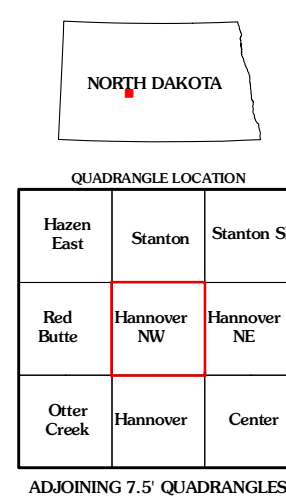 NORTH DAKOTA
QUADRANGLE LOCATION
Hazen East
Stanton
Stanton
Red Butte
Hannover NW
Hannover NE
Otter Creek
Hannover
Center
ADJOINING 7.5' QUADRANGLES